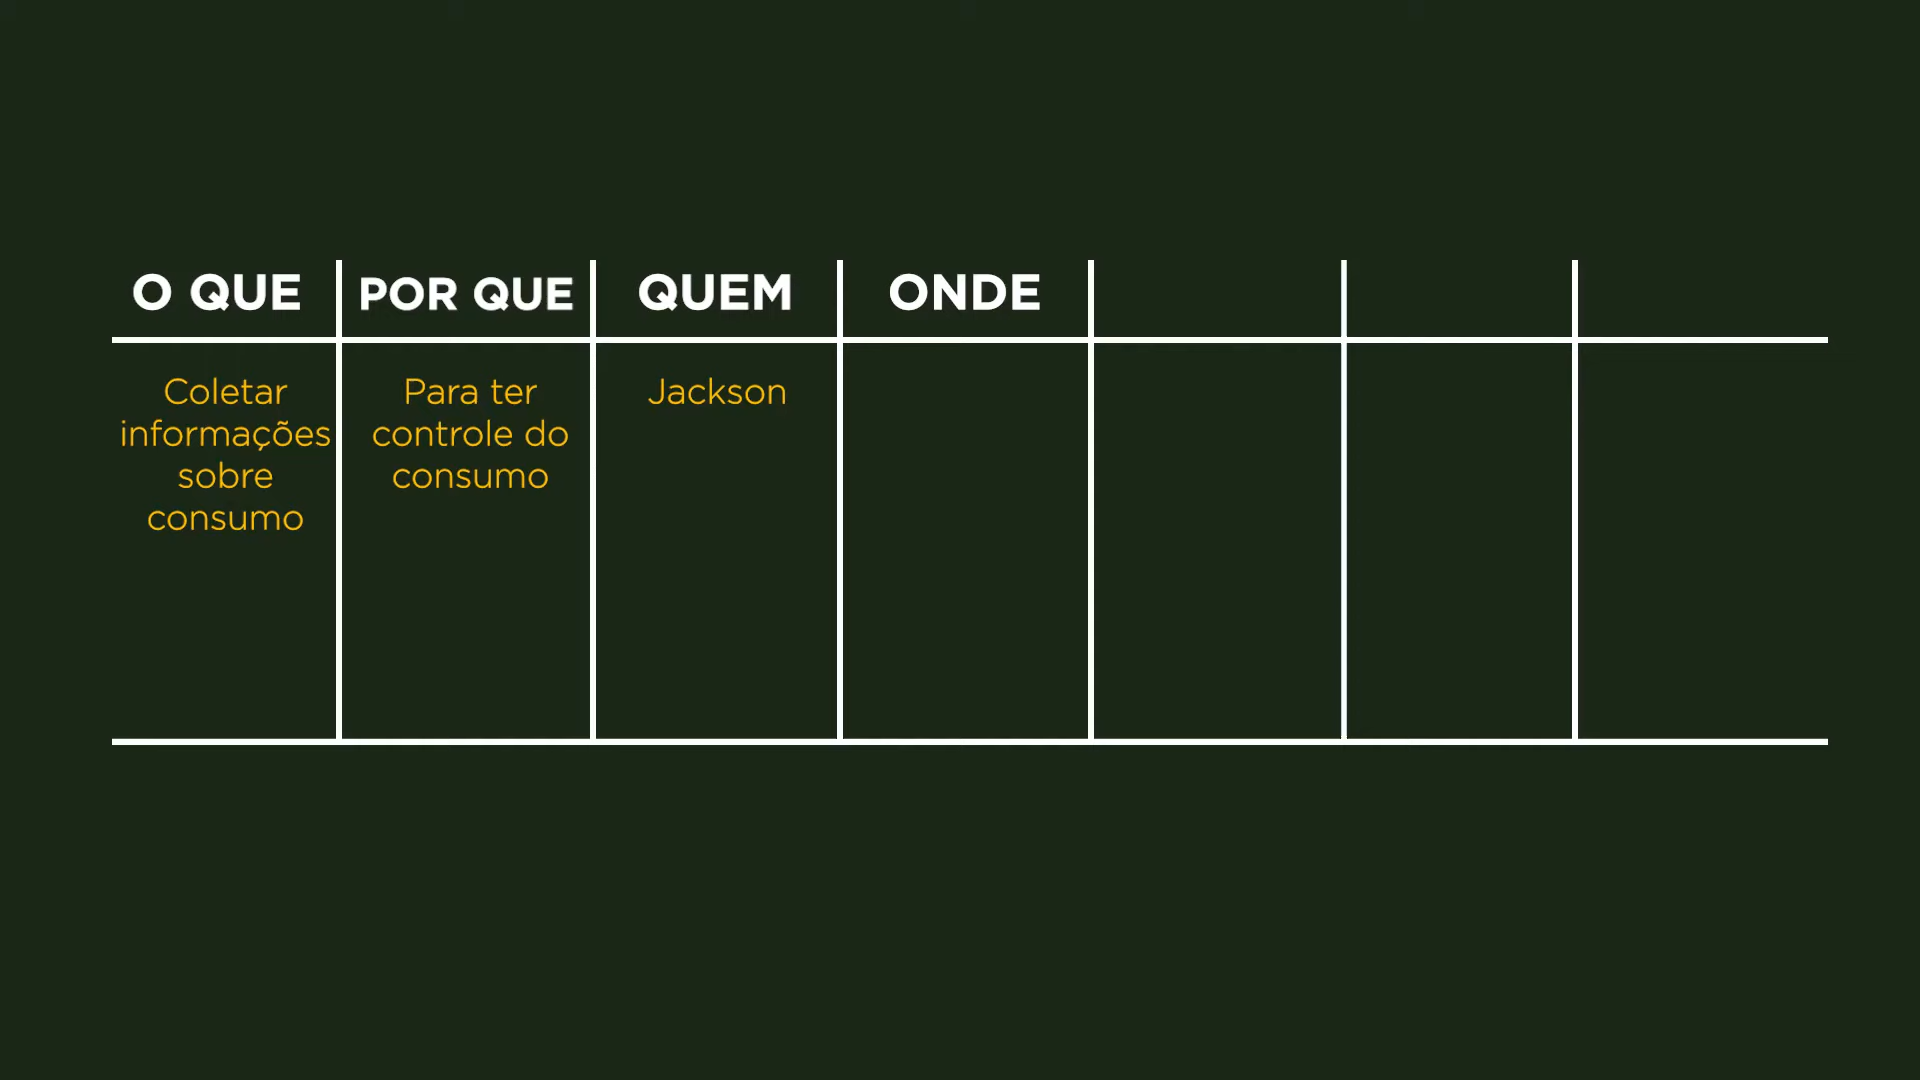 O QUE
POR QUE
QUEM
ONDE
Coletar
informações
sobre
consumo
Para ter
controle do
consumo
Jackson